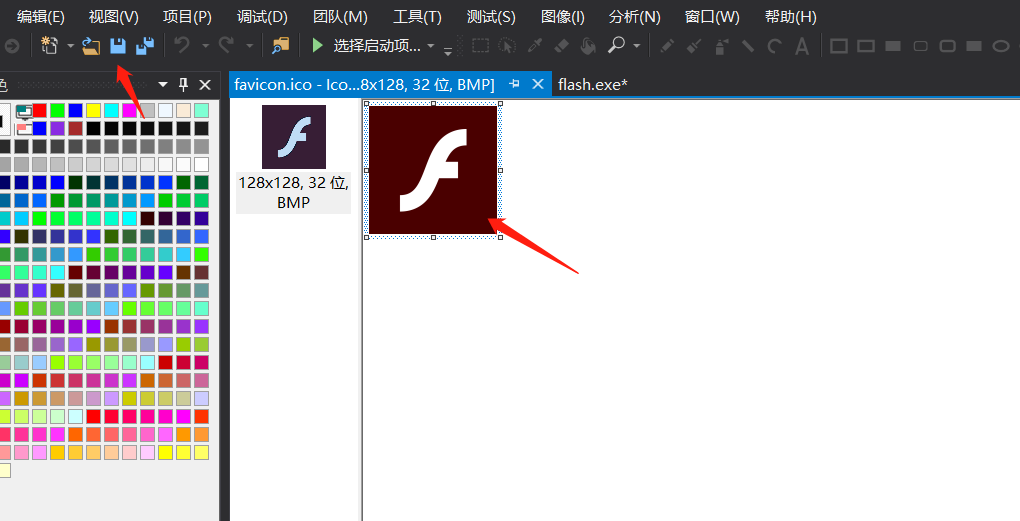 编辑(E) 视图(V) 项目(P) 调试(D) 团队(M) 工具(T) 测试(S) 图像(I) 分析(N) 窗口(W) 帮助(H)
选择启动项...
色
favicon.ico - Ico...8x128, 32 位, BMP] flash.exe*
128x128, 32 位,
BMP